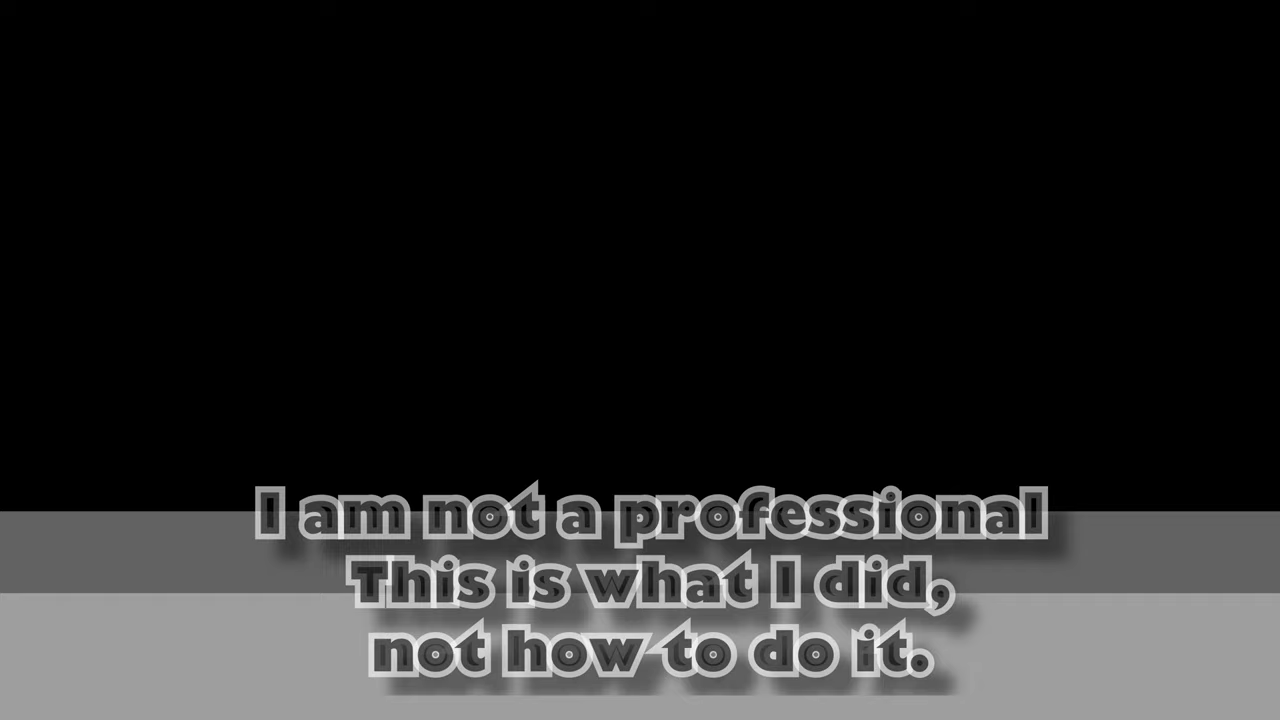 I am not a professional
This is what I did,
not how to do it.